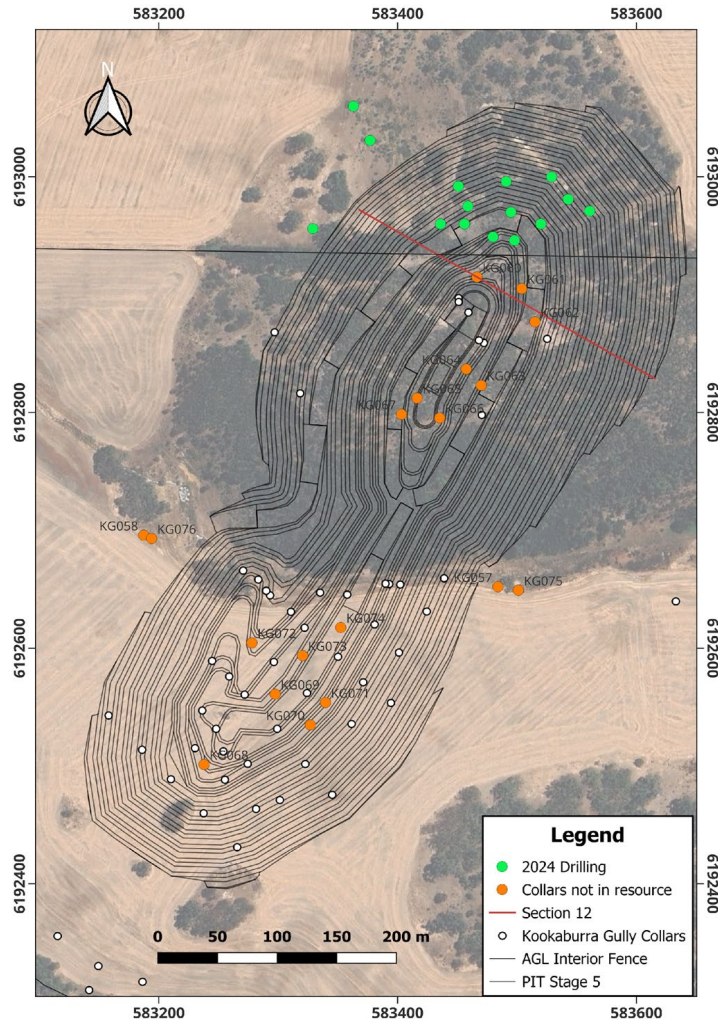 583200
583400
583600
N
6193000
6193000
KG060
KG061
KG062
KG064
KG063
KG065
KG067
KG066
6192800
6192800
KG058
KG076
KG057
KG075
KG074
KG072
KG073
6192600
6192600
KG069
KG071
KG070
KG068
6192400
6192400
Legend
2024 Drilling
Collars not in resource
Section 12
Kookaburra Gully Collars
AGL Interior Fence
PIT Stage 5
0 50 100 150 200 m
583200
583400
583600